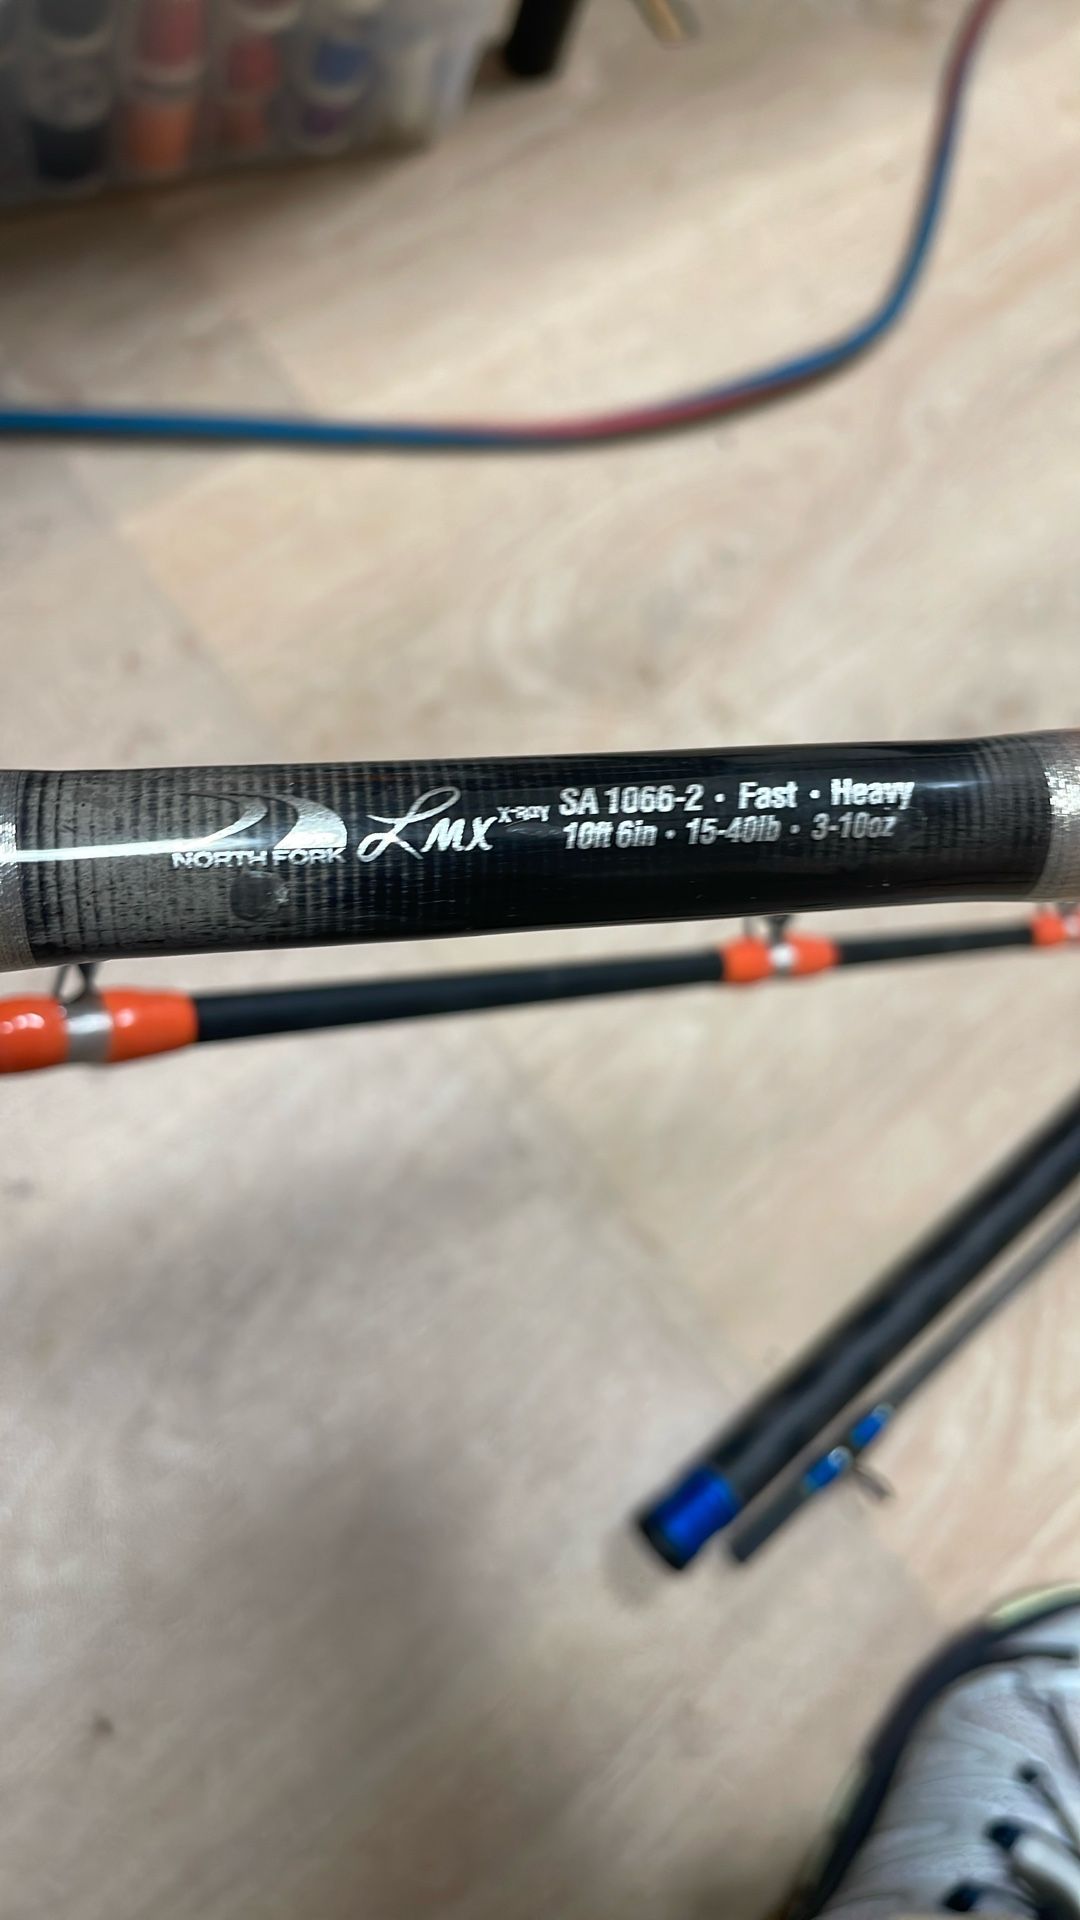 NORTH FORK
LMX X-RAY
SA 1066-2 · Fast · Heavy
10ft 6in · 15-40lb · 3-10oz